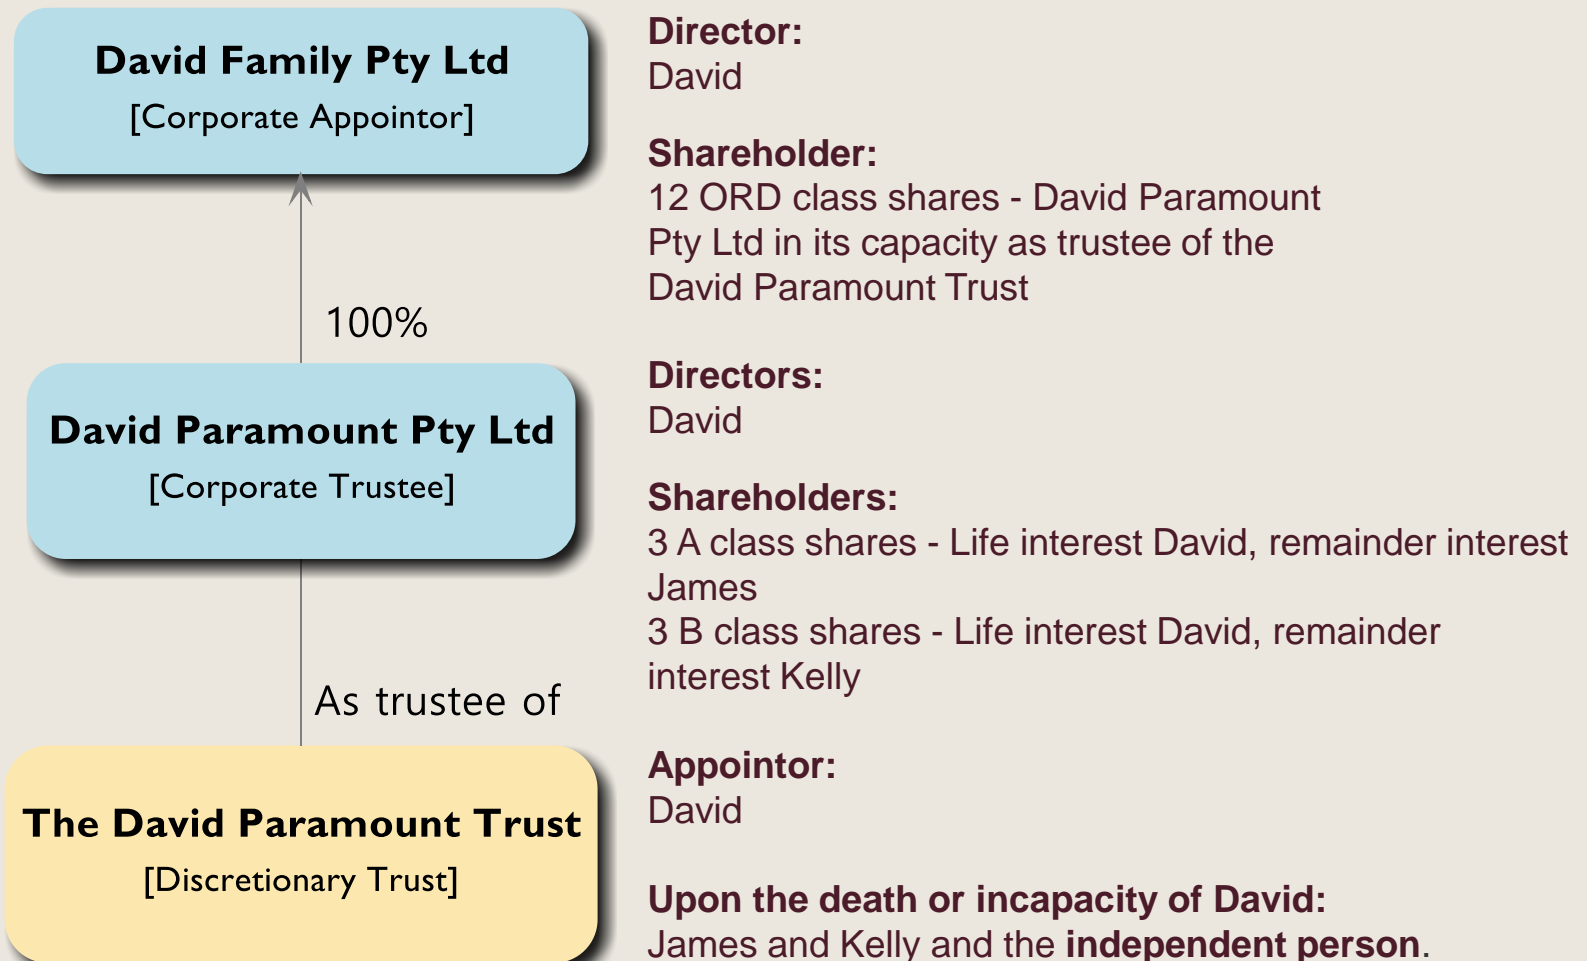 David Family Pty Ltd
[Corporate Appointor]
Director:
David
Shareholder:
12 ORD class shares - David Paramount
Pty Ltd in its capacity as trustee of the
David Paramount Trust
100%
David Paramount Pty Ltd
[Corporate Trustee]
Directors:
David
Shareholders:
3 A class shares - Life interest David, remainder interest
James
3 B class shares - Life interest David, remainder
interest Kelly
As trustee of
The David Paramount Trust
[Discretionary Trust]
Appointor:
David
Upon the death or incapacity of David:
James and Kelly and the independent person.